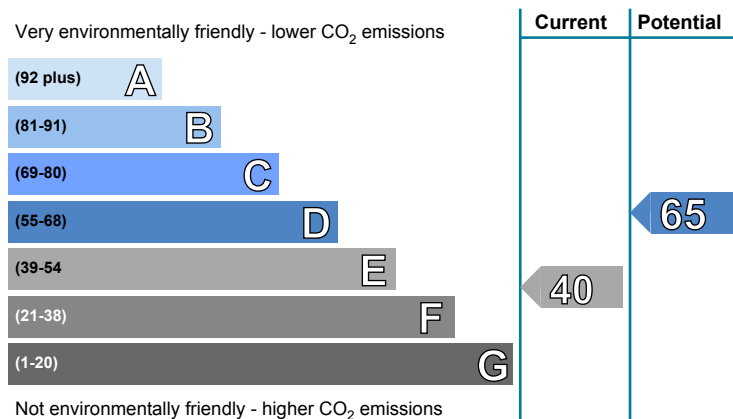 Current Potential
Very environmentally friendly - lower CO2 emissions
(92 plus) A
(81-91) B
(69-80) C
(55-68) D
65
(39-54 E
40
(21-38) F
(1-20) G
Not environmentally friendly - higher CO2 emissions